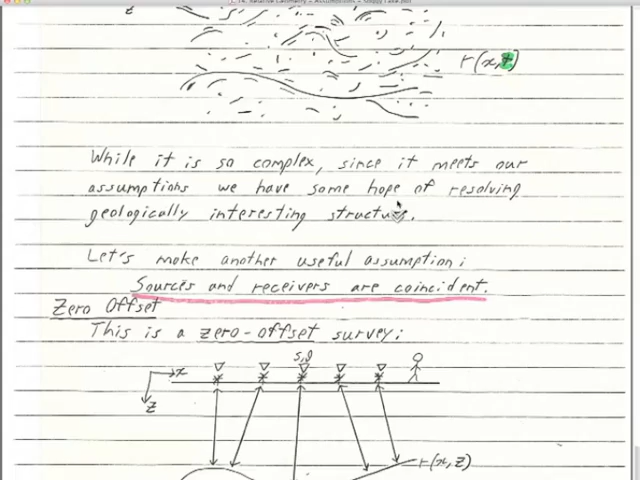 z
r(x,z)
While it is so complex, since it meets our
assumptions we have some hope of resolving
geologically interesting structures.
Let's make another useful assumption:
Sources and receivers are coincident.
Zero Offset
This is a zero-offset survey:
s,g
x
z
r(x,z)